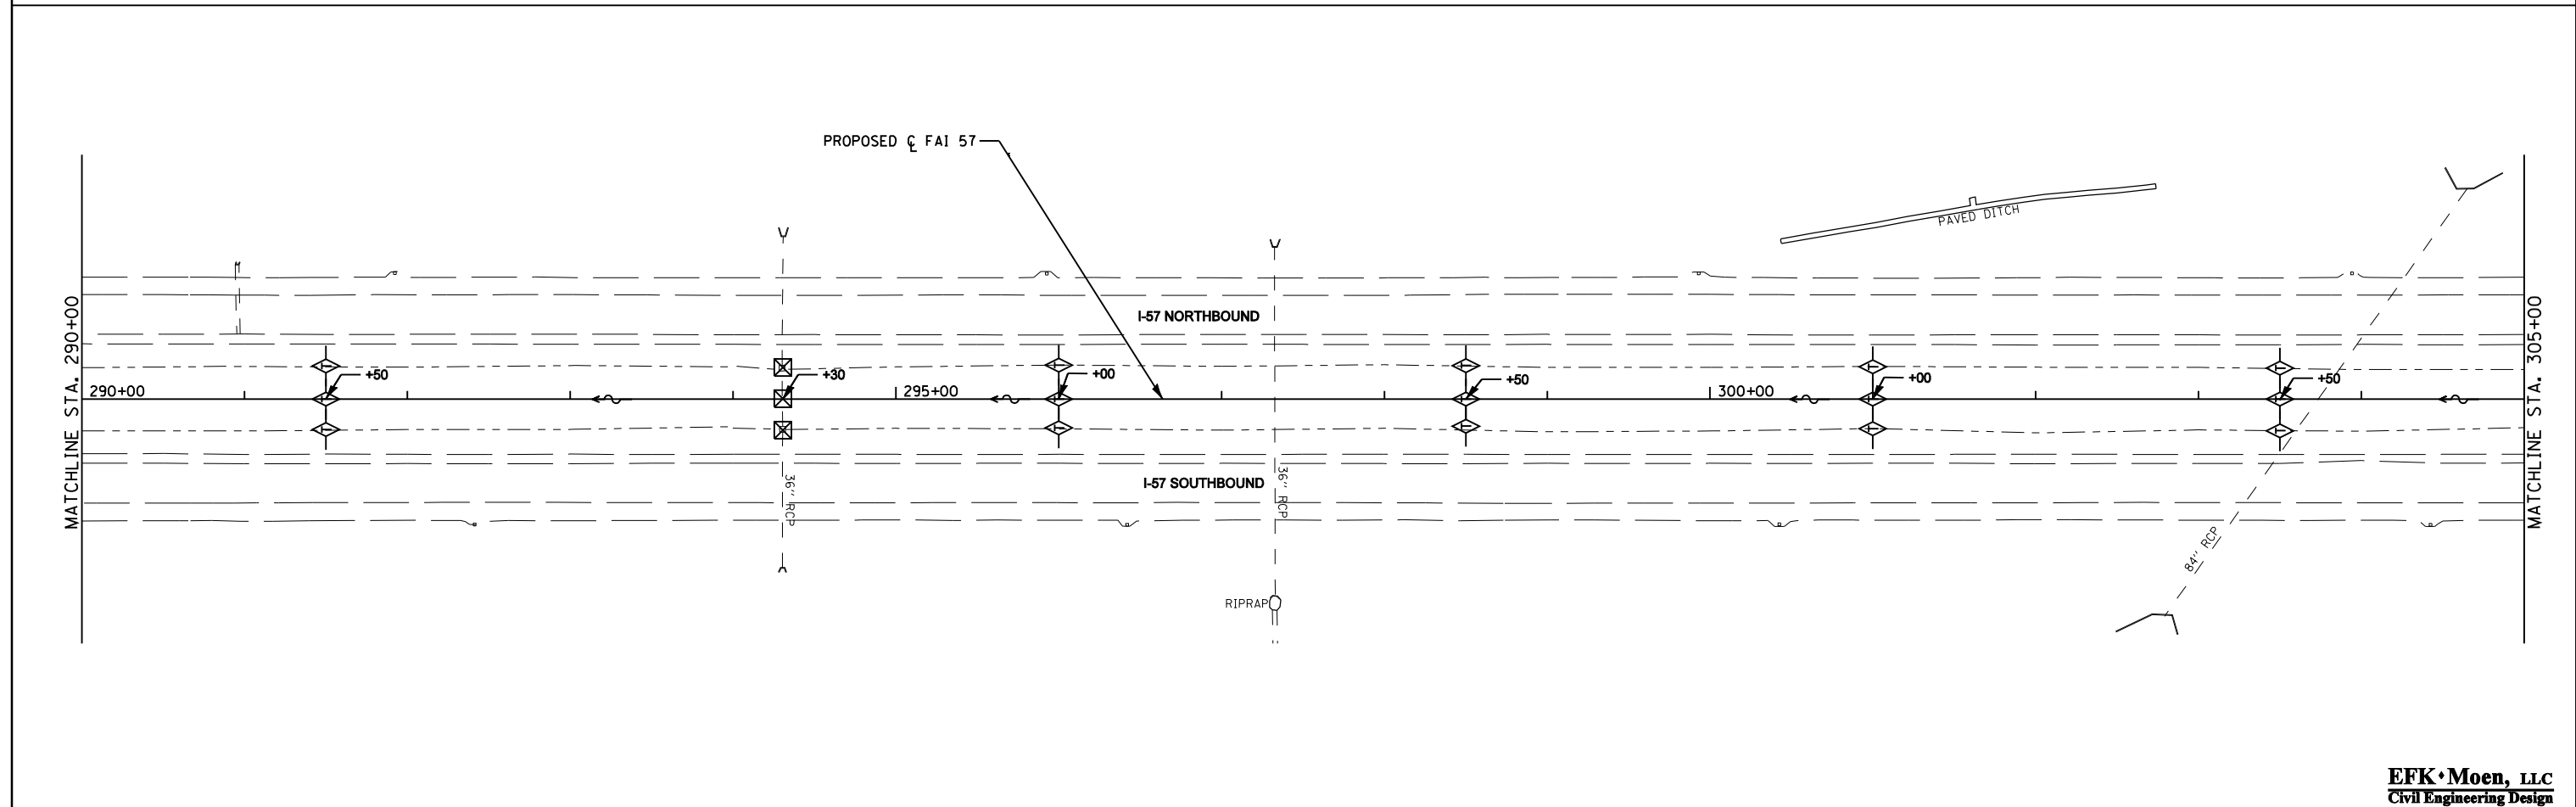 PROPOSED ℄ FAI 57
PAVED DITCH
MATCHLINE STA. 290+00
MATCHLINE STA. 305+00
I-57 NORTHBOUND
+50
+30
+00
+50
+00
+50
290+00
295+00
300+00
I-57 SOUTHBOUND
36" RCP
36" RCP
84" RCP
RIPRAP
EFK♦Moen, LLC
Civil Engineering Design